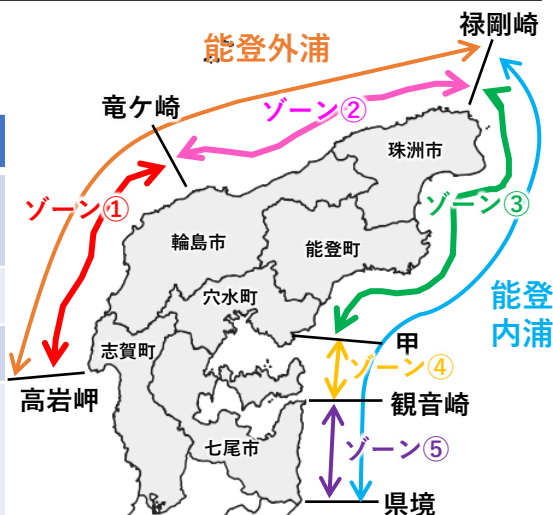 禄剛崎
能登外浦
竜ケ崎
ゾーン②
珠洲市
ゾーン①
ゾーン③
輪島市
能登町
穴水町
能登
内浦
志賀町
甲
ゾーン④
高岩岬
観音崎
七尾市
ゾーン⑤
県境